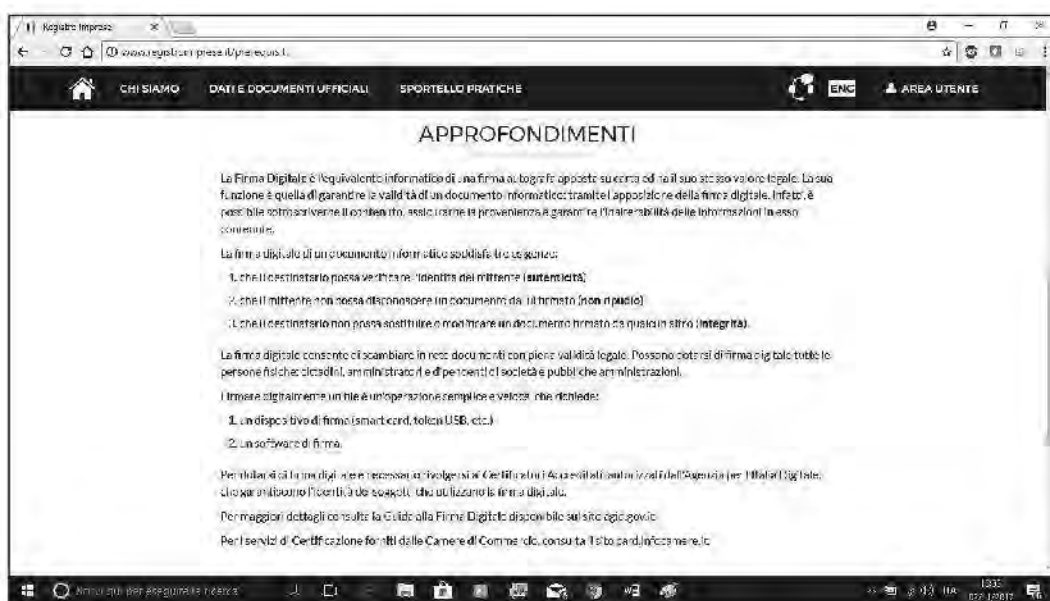 Registro Imprese
CHI SIAMO DATI E DOCUMENTI UFFICIALI SPORTELLO PRATICHE ENG AREA UTENTE
APPROFONDIMENTI
La Firma Digitale è l'equivalente informatico di una firma autografa apposta su carta ed ha il suo stesso valore legale. La sua
funzione è quella di garantire la validità di un documento informatico: tramite l'apposizione della firma digitale, infatti, è
possibile sottoscriverne il contenuto, assicurarne la provenienza e garantire l'inalterabilità delle informazioni in esso
contenute.
La firma digitale di un documento informatico soddisfa tre esigenze:
1. che il destinatario possa verificare l'identità del mittente (autenticità)
2. che il mittente non possa disconoscere un documento da lui firmato (non ripudio)
3. che il destinatario non possa sostituire o modificare un documento firmato da qualcun altro (integrità).
La firma digitale consente di scambiare in rete documenti con piena validità legale. Possono dotarsi di firma digitale tutte le
persone fisiche: cittadini, amministratori e dipendenti di società e pubbliche amministrazioni.
Firmare digitalmente un file è un'operazione semplice e veloce, che richiede:
1. un dispositivo di firma (smart card, token USB, etc.)
2. un software di firma.
Per dotarsi di firma digitale è necessario rivolgersi ai Certificatori Accreditati autorizzati dall'Agenzia per l'Italia Digitale,
che garantiscono l'identità dei soggetti che utilizzano la firma digitale.
Per maggiori dettagli consulta la Guida alla Firma Digitale disponibile sul sito agid.gov.it
Per i servizi di Certificazione forniti dalle Camere di Commercio, consulta il sito card.infocamere.it
per eseguire la ricerca ITA